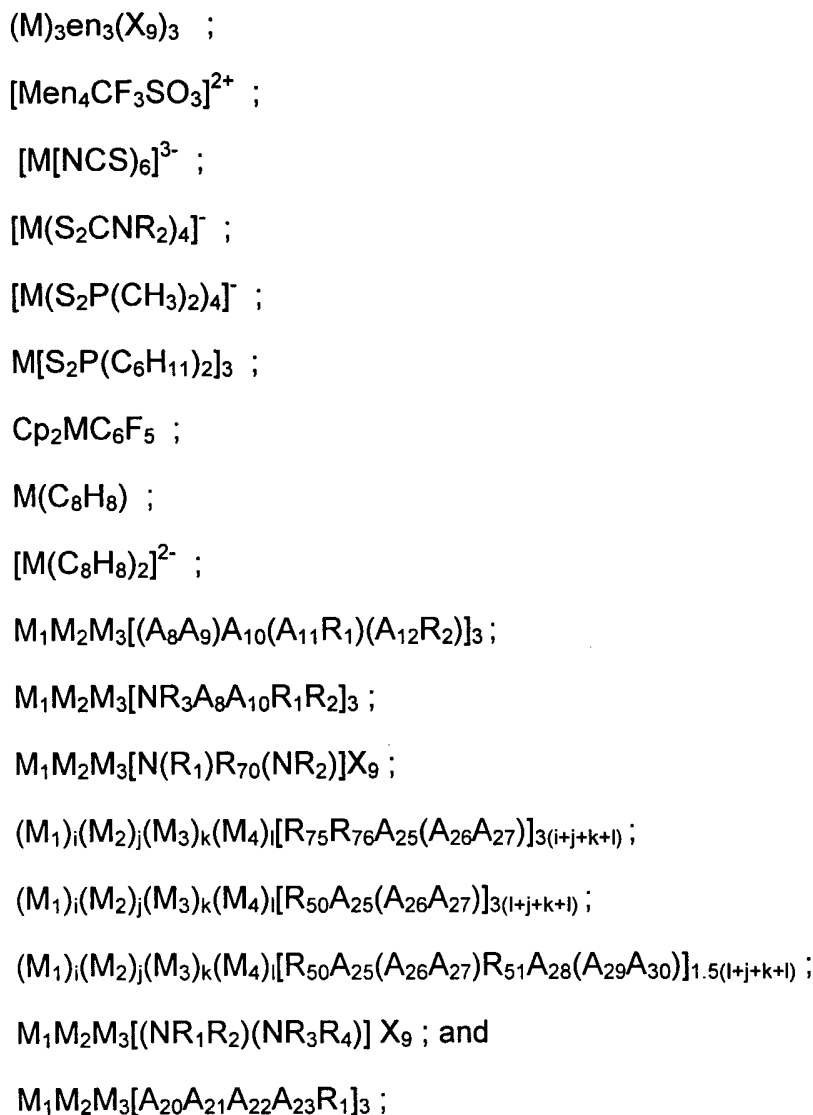 (M)₃en₃(X₉)₃ ;
[Men₄CF₃SO₃]²⁺ ;
[M[NCS)₆]³⁻ ;
[M(S₂CNR₂)₄]⁻ ;
[M(S₂P(CH₃)₂)₄]⁻ ;
M[S₂P(C₆H₁₁)₂]₃ ;
Cp₂MC₆F₅ ;
M(C₈H₈) ;
[M(C₈H₈)₂]²⁻ ;
M₁M₂M₃[(A₈A₉)A₁₀(A₁₁R₁)(A₁₂R₂)]₃ ;
M₁M₂M₃[NR₃A₈A₁₀R₁R₂]₃ ;
M₁M₂M₃[N(R₁)R₇₀(NR₂)]X₉ ;
(M₁)ᵢ(M₂)ⱼ(M₃)ₖ(M₄)ₗ[R₇₅R₇₆A₂₅(A₂₆A₂₇)]₃₍ᵢ₊ⱼ₊ₖ₊ₗ₎ ;
(M₁)ᵢ(M₂)ⱼ(M₃)ₖ(M₄)ₗ[R₅₀A₂₅(A₂₆A₂₇)]₃₍ₗ₊ⱼ₊ₖ₊ₗ₎ ;
(M₁)ᵢ(M₂)ⱼ(M₃)ₖ(M₄)ₗ[R₅₀A₂₅(A₂₆A₂₇)R₅₁A₂₈(A₂₉A₃₀)]₁.₅₍ₗ₊ⱼ₊ₖ₊ₗ₎ ;
M₁M₂M₃[(NR₁R₂)(NR₃R₄)] X₉ ; and
M₁M₂M₃[A₂₀A₂₁A₂₂A₂₃R₁]₃ ;